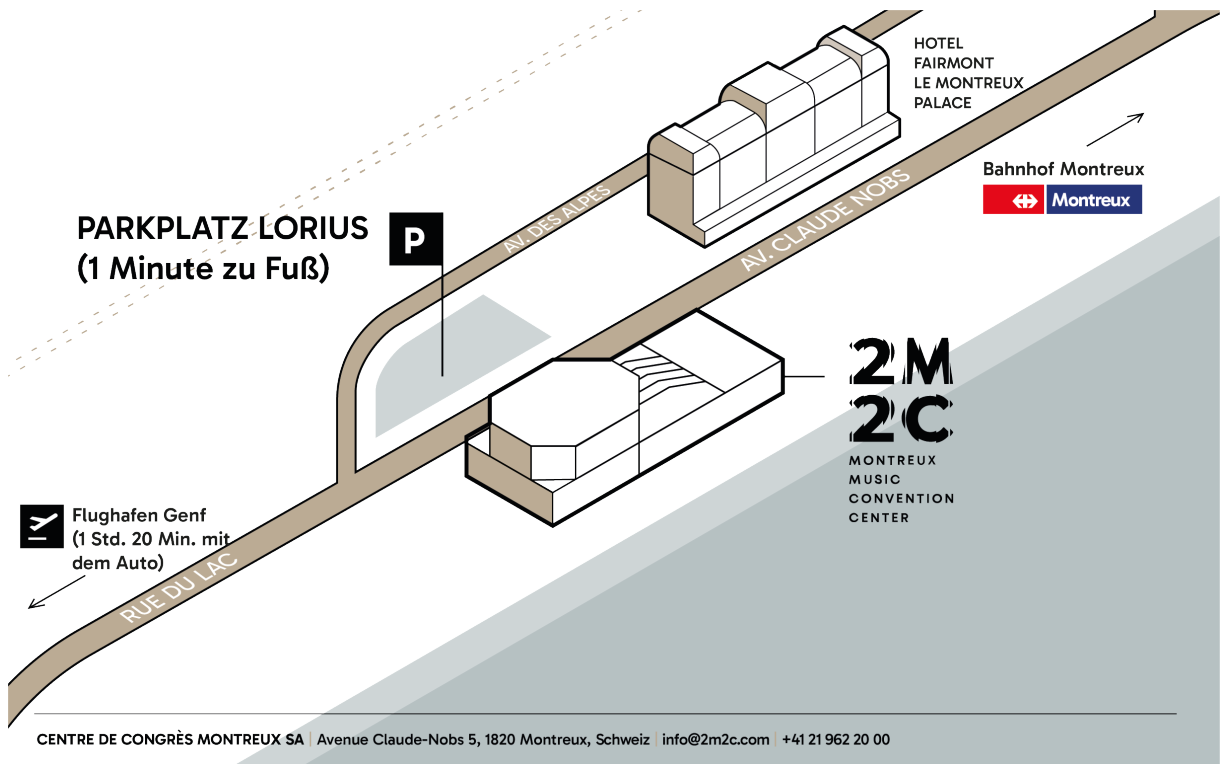 HOTEL
FAIRMONT
LE MONTREUX
PALACE
Bahnhof Montreux
Montreux
AV. DES ALPES
AV. CLAUDE NOBS
PARKPLATZ LORIUS
(1 Minute zu Fuß)
P
2M
2C
MONTREUX
MUSIC
CONVENTION
CENTER
Flughafen Genf
(1 Std. 20 Min. mit
dem Auto)
RUE DU LAC
CENTRE DE CONGRÈS MONTREUX SA | Avenue Claude-Nobs 5, 1820 Montreux, Schweiz | info@2m2c.com | +41 21 962 20 00